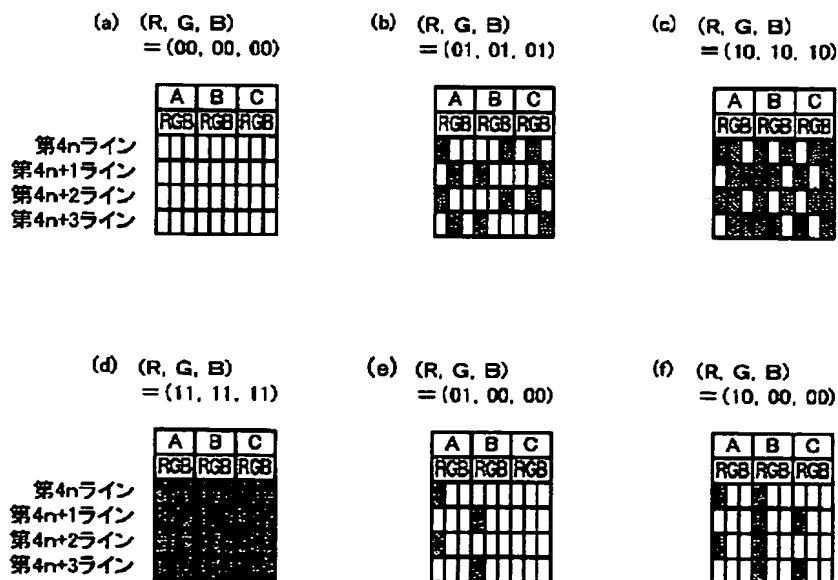 (a) (R, G, B)
=(00, 00, 00)
A B C
RGB RGB RGB
第4nライン
第4n+1ライン
第4n+2ライン
第4n+3ライン
(b) (R, G, B)
=(01, 01, 01)
A B C
RGB RGB RGB
(c) (R, G, B)
=(10, 10, 10)
A B C
RGB RGB RGB
(d) (R, G, B)
=(11, 11, 11)
A B C
RGB RGB RGB
第4nライン
第4n+1ライン
第4n+2ライン
第4n+3ライン
(e) (R, G, B)
=(01, 00, 00)
A B C
RGB RGB RGB
(f) (R, G, B)
=(10, 00, 00)
A B C
RGB RGB RGB